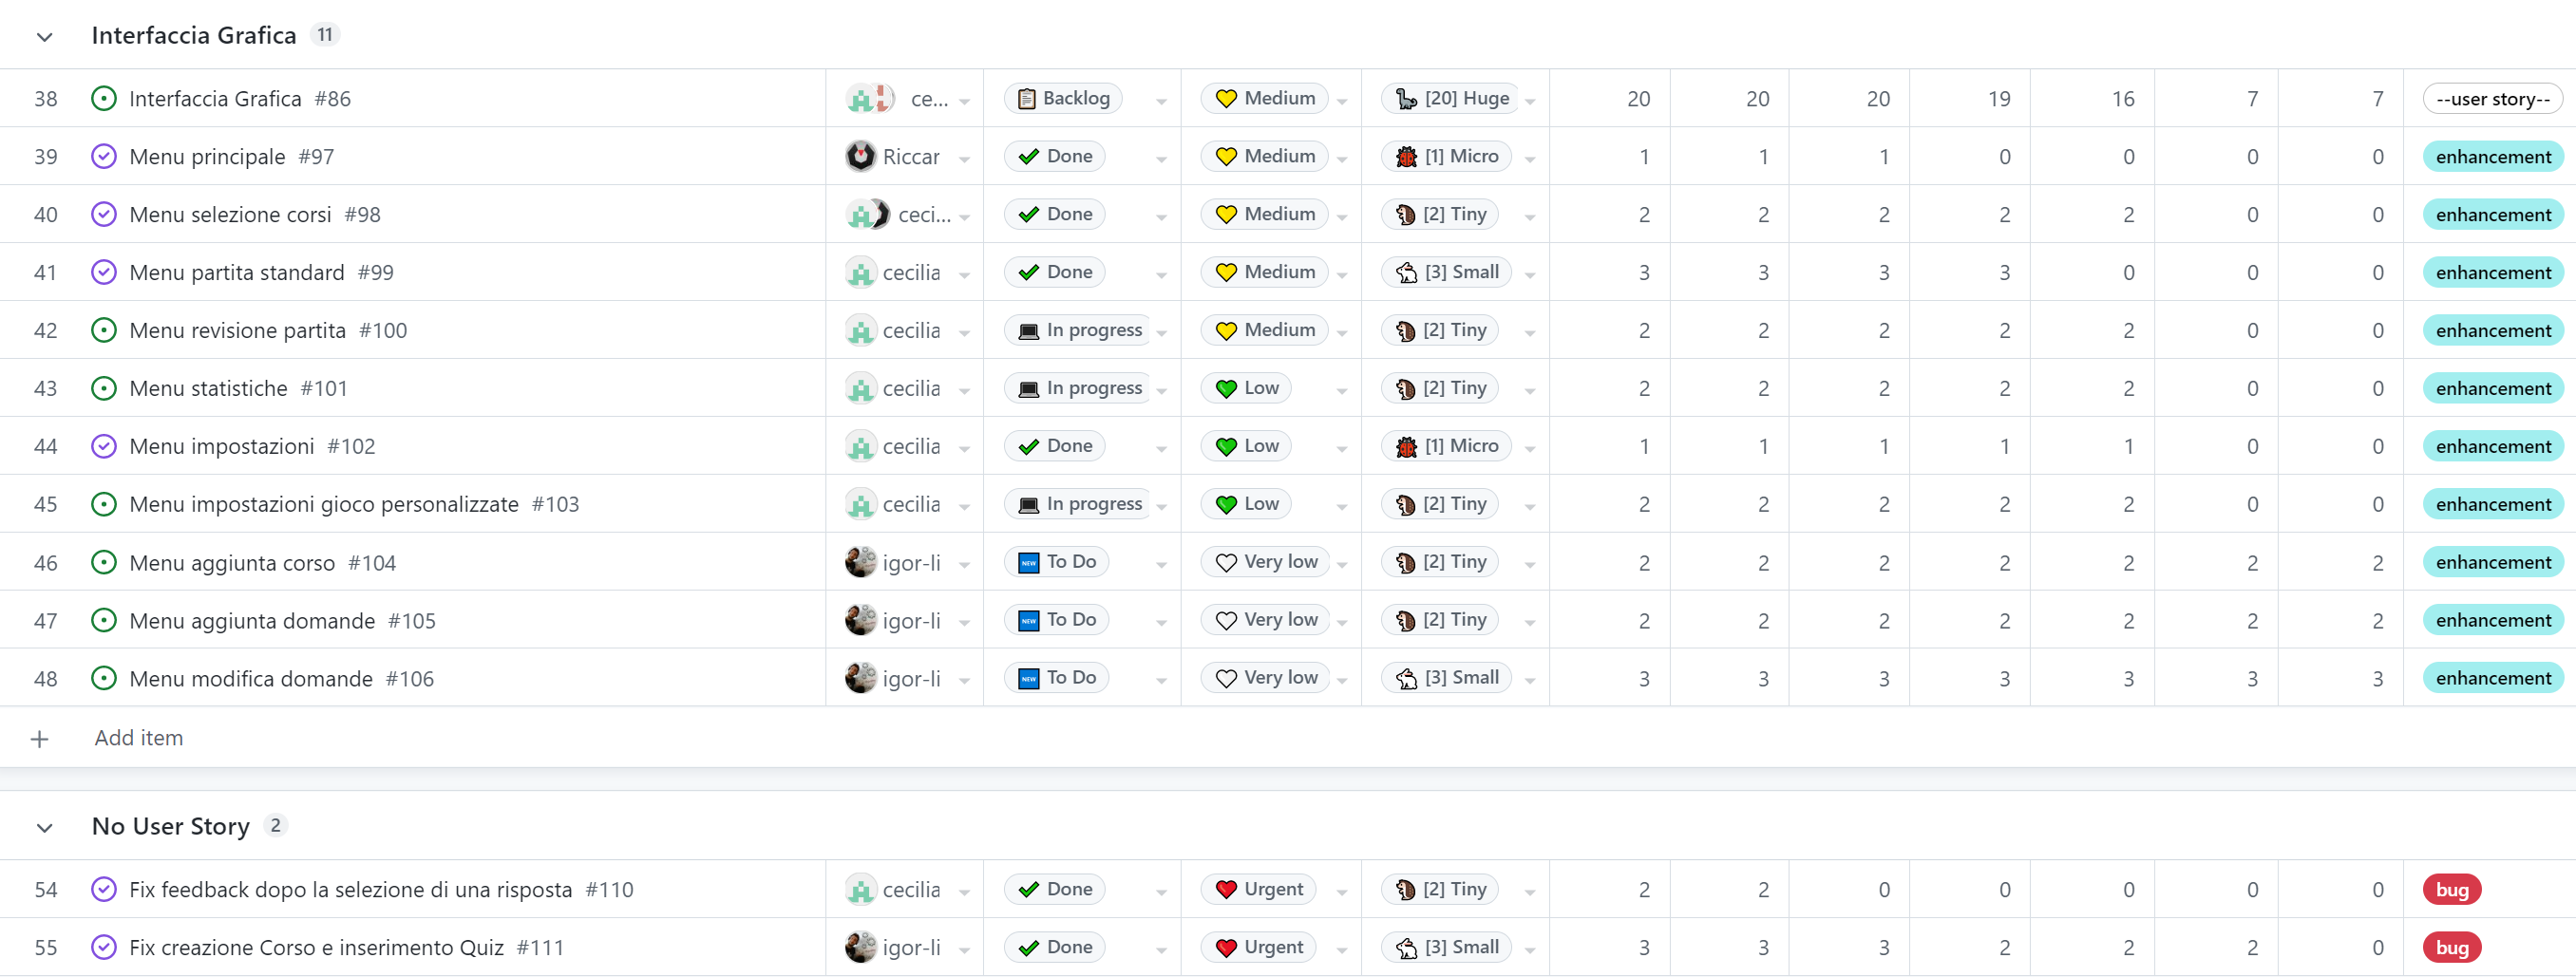 Interfaccia Grafica 11
38 Interfaccia Grafica #86 ce... Backlog Medium [20] Huge 20 20 20 19 16 7 7 --user story--
39 Menu principale #97 Riccar Done Medium [1] Micro 1 1 1 0 0 0 0 enhancement
40 Menu selezione corsi #98 ceci... Done Medium [2] Tiny 2 2 2 2 2 0 0 enhancement
41 Menu partita standard #99 cecilia Done Medium [3] Small 3 3 3 3 0 0 0 enhancement
42 Menu revisione partita #100 cecilia In progress Medium [2] Tiny 2 2 2 2 2 0 0 enhancement
43 Menu statistiche #101 cecilia In progress Low [2] Tiny 2 2 2 2 2 0 0 enhancement
44 Menu impostazioni #102 cecilia Done Low [1] Micro 1 1 1 1 1 0 0 enhancement
45 Menu impostazioni gioco personalizzate #103 cecilia In progress Low [2] Tiny 2 2 2 2 2 0 0 enhancement
46 Menu aggiunta corso #104 igor-li NEW To Do Very low [2] Tiny 2 2 2 2 2 2 2 enhancement
47 Menu aggiunta domande #105 igor-li NEW To Do Very low [2] Tiny 2 2 2 2 2 2 2 enhancement
48 Menu modifica domande #106 igor-li NEW To Do Very low [3] Small 3 3 3 3 3 3 3 enhancement
Add item
No User Story 2
54 Fix feedback dopo la selezione di una risposta #110 cecilia Done Urgent [2] Tiny 2 2 0 0 0 0 0 bug
55 Fix creazione Corso e inserimento Quiz #111 igor-li Done Urgent [3] Small 3 3 3 2 2 2 0 bug